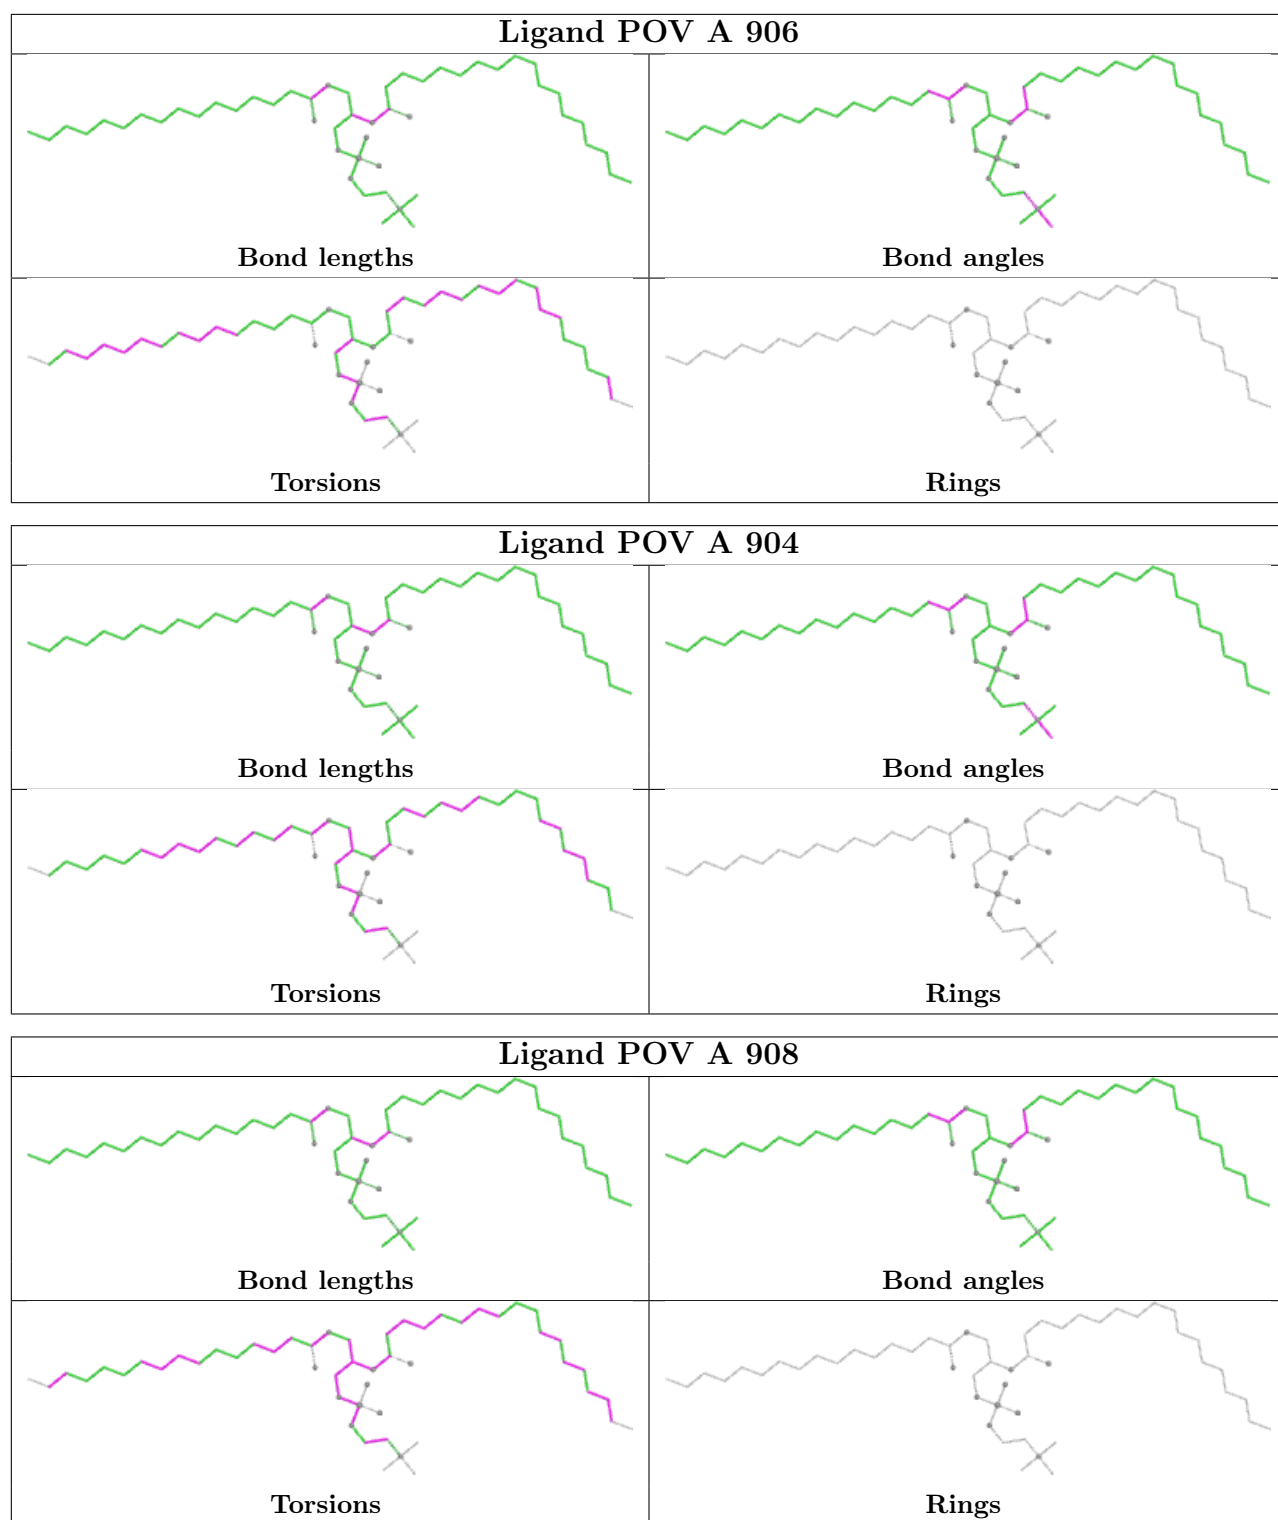 Ligand POV A 906
Bond lengths
Bond angles
Torsions
Rings
Ligand POV A 904
Bond lengths
Bond angles
Torsions
Rings
Ligand POV A 908
Bond lengths
Bond angles
Torsions
Rings